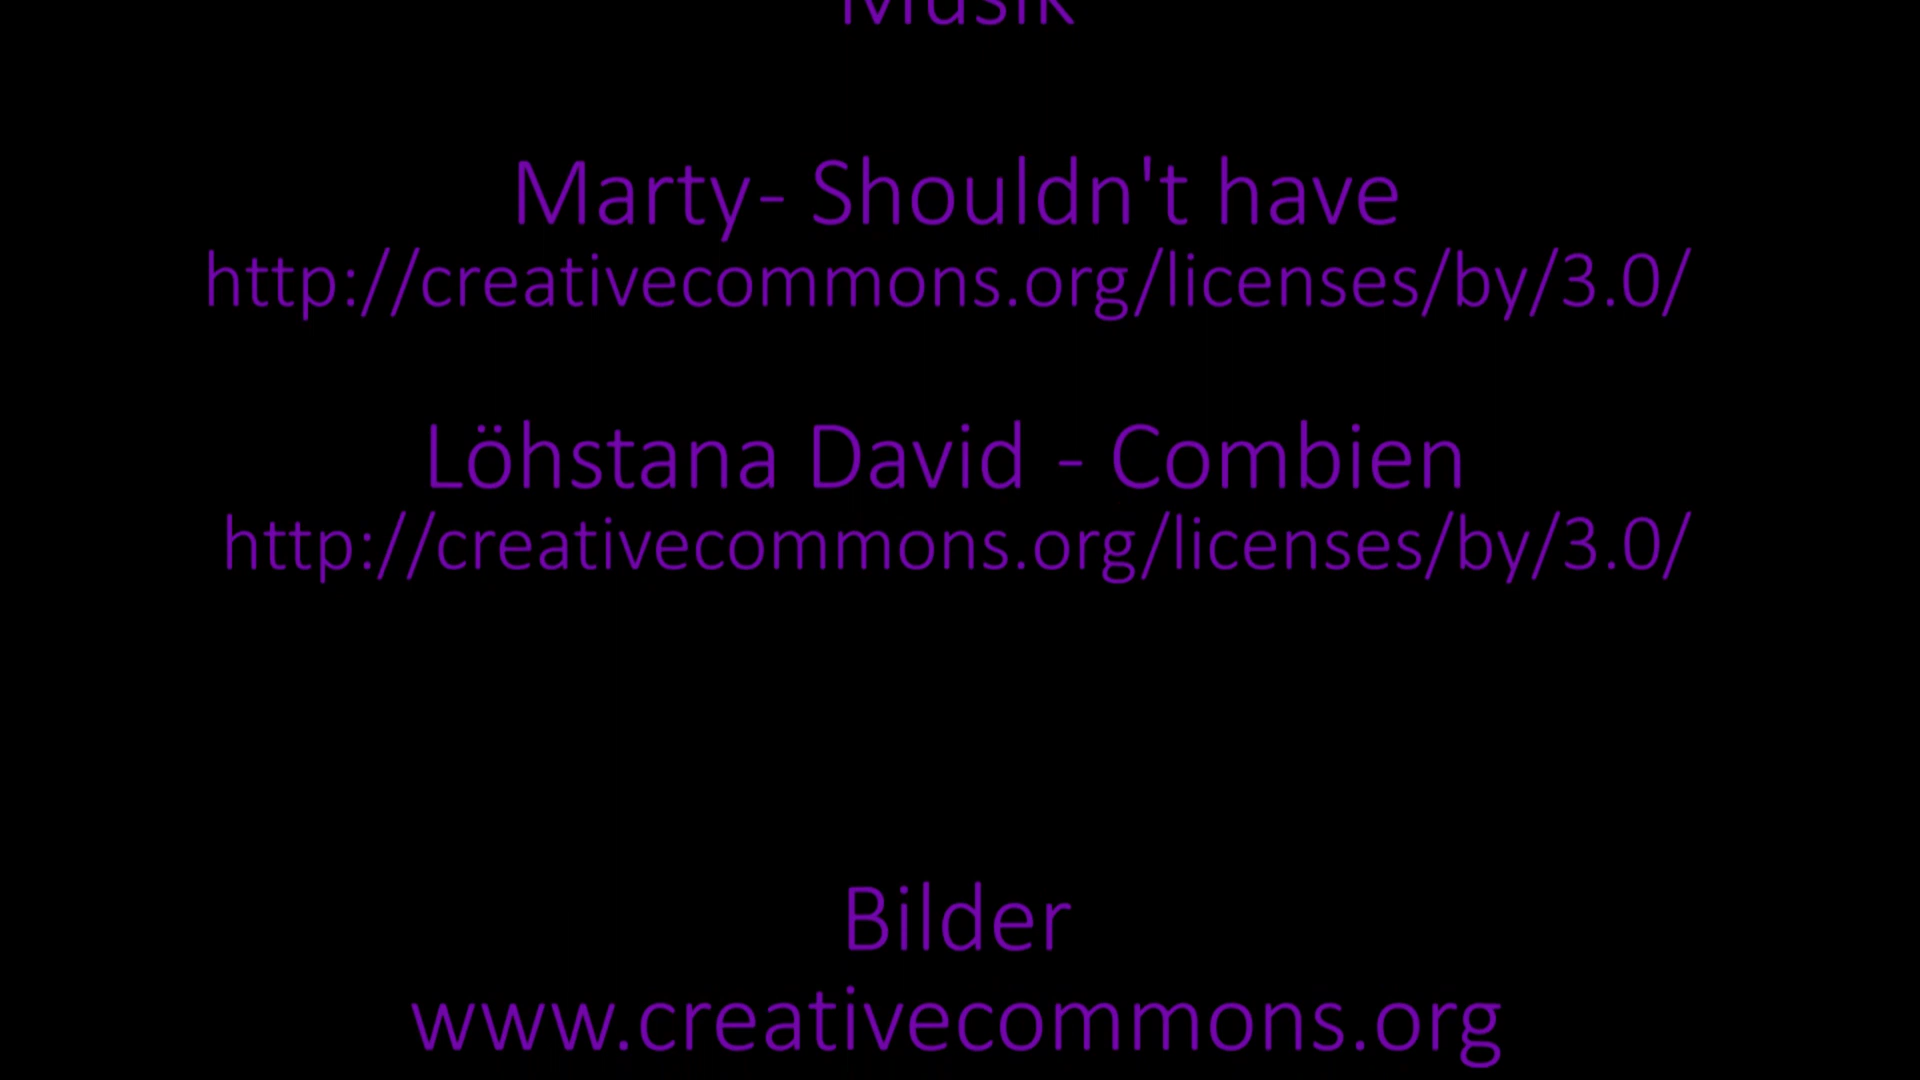 Musik
Marty- Shouldn't have
http://creativecommons.org/licenses/by/3.0/
Löhstana David - Combien
http://creativecommons.org/licenses/by/3.0/
Bilder
www.creativecommons.org